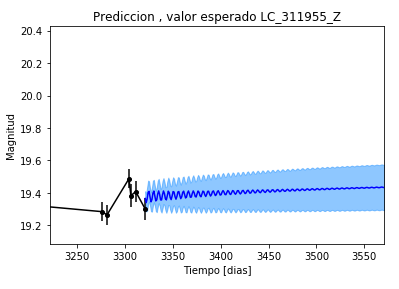 Prediccion , valor esperado LC_311955_Z
Magnitud
20.4
20.2
20.0
19.8
19.6
19.4
19.2
3250 3300 3350 3400 3450 3500 3550
Tiempo [dias]